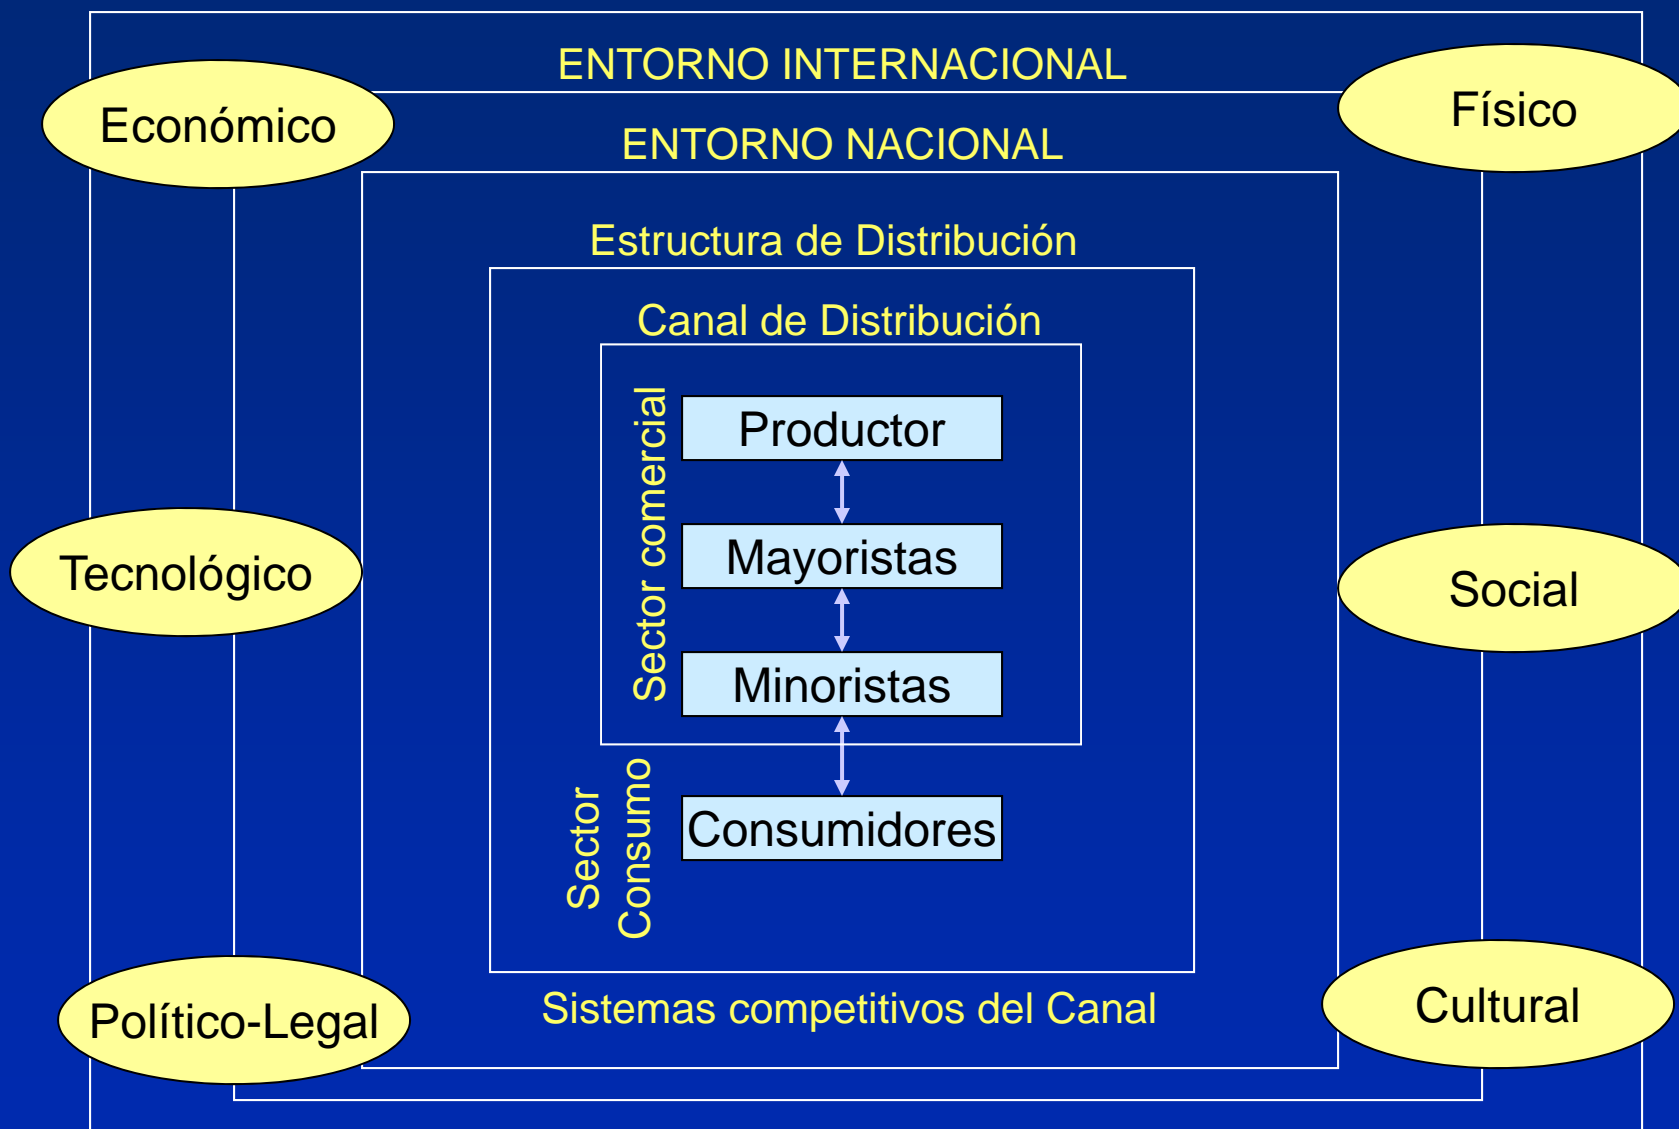 ENTORNO INTERNACIONAL
Económico
Físico
ENTORNO NACIONAL
Estructura de Distribución
Canal de Distribución
Sector comercial
Productor
Mayoristas
Minoristas
Tecnológico
Social
Sector
Consumo
Consumidores
Político-Legal
Sistemas competitivos del Canal
Cultural